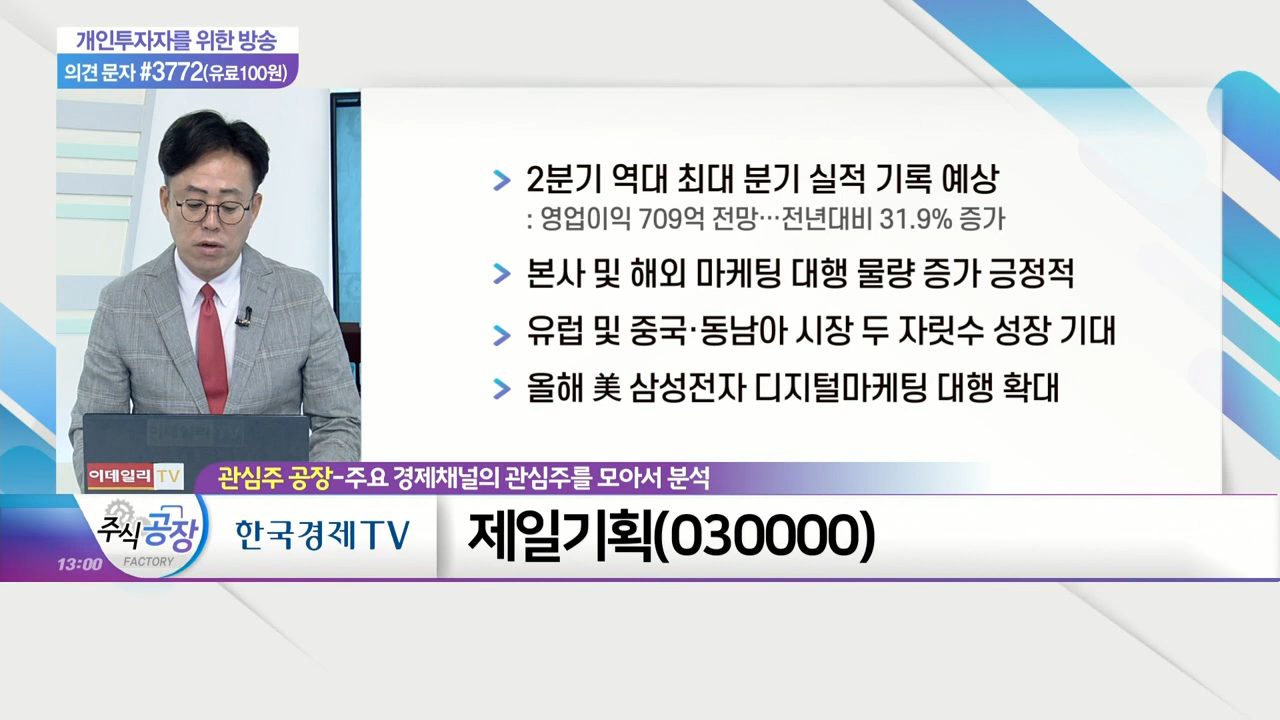 개인투자자를 위한 방송
의견 문자 #3772(유료100원)
> 2분기 역대 최대 분기 실적 기록 예상
: 영업이익 709억 전망…전년대비 31.9% 증가
> 본사 및 해외 마케팅 대행 물량 증가 긍정적
> 유럽 및 중국·동남아 시장 두 자릿수 성장 기대
> 올해 美 삼성전자 디지털마케팅 대행 확대
이데일리 TV
이데일리 TV
관심주 공장-주요 경제채널의 관심주를 모아서 분석
주식공장
FACTORY
13:00
한국경제TV
제일기획(030000)